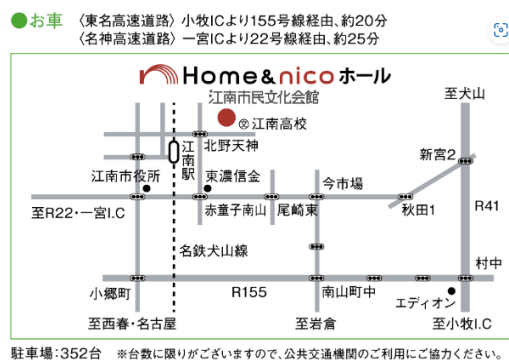 ●お車 〈東名高速道路〉 小牧ICより155号線経由、約20分
〈名神高速道路〉 一宮ICより22号線経由、約25分
Home&nicoホール
江南市民文化会館
至犬山
文 江南高校
北野天神
江南駅
新宮2
江南市役所
東濃信金
今市場
至R22・一宮I.C
赤童子南山
尾崎東
秋田1
R41
名鉄犬山線
村中
小郷町
R155
南山町中
エディオン
至西春・名古屋
至岩倉
至小牧I.C
駐車場:352台 ※台数に限りがございますので、公共交通機関のご利用にご協力ください。